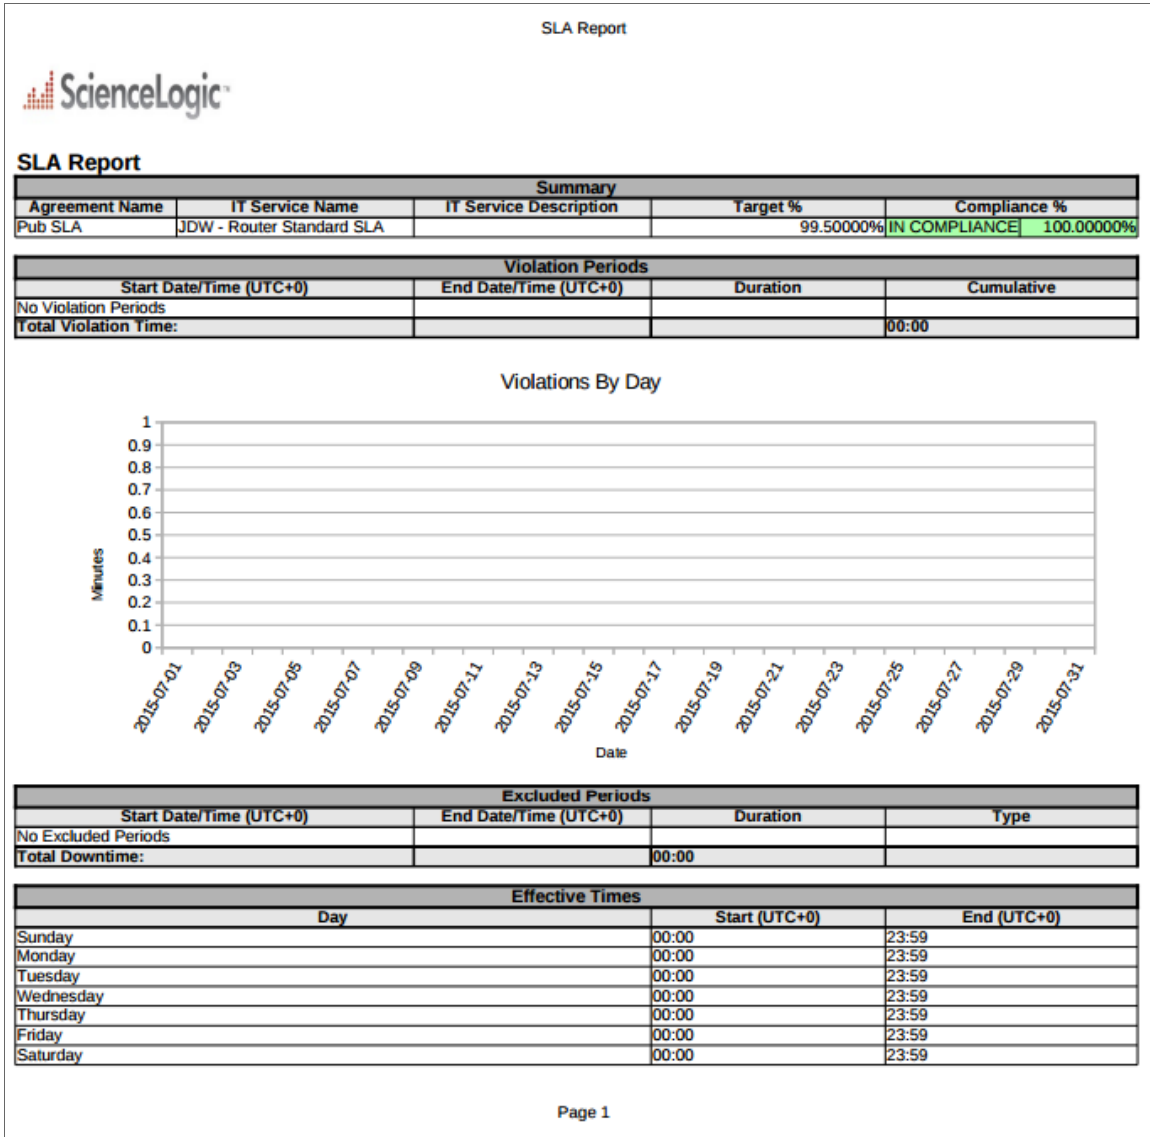 SLA Report
ScienceLogic™
SLA Report
Summary
Agreement Name IT Service Name IT Service Description Target % Compliance %
Pub SLA JDW - Router Standard SLA 99.50000% IN COMPLIANCE 100.00000%
Violation Periods
Start Date/Time (UTC+0) End Date/Time (UTC+0) Duration Cumulative
No Violation Periods
Total Violation Time: 00:00
Violations By Day
1
0.9
0.8
0.7
0.6
0.5
0.4
0.3
0.2
0.1
0
Minutes
2015-07-01 2015-07-03 2015-07-05 2015-07-07 2015-07-09 2015-07-11 2015-07-13 2015-07-15 2015-07-17 2015-07-19 2015-07-21 2015-07-23 2015-07-25 2015-07-27 2015-07-29 2015-07-31
Date
Excluded Periods
Start Date/Time (UTC+0) End Date/Time (UTC+0) Duration Type
No Excluded Periods
Total Downtime: 00:00
Effective Times
Day Start (UTC+0) End (UTC+0)
Sunday 00:00 23:59
Monday 00:00 23:59
Tuesday 00:00 23:59
Wednesday 00:00 23:59
Thursday 00:00 23:59
Friday 00:00 23:59
Saturday 00:00 23:59
Page 1